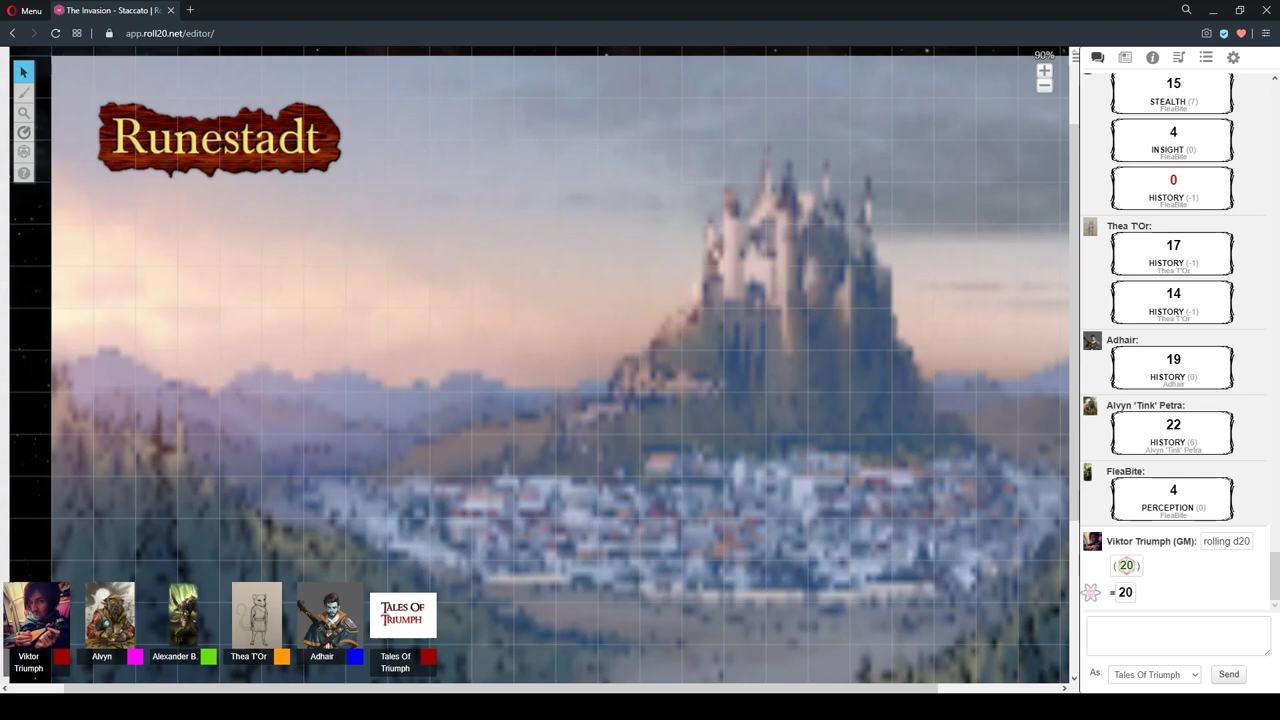 Menu
The Invasion - Staccato | Ro
app.roll20.net/editor/
90%
Runestadt
15
STEALTH (7)
FleaBite
4
INSIGHT (0)
FleaBite
0
HISTORY (-1)
FleaBite
Thea T'Or:
17
HISTORY (-1)
Thea T'Or
14
HISTORY (-1)
Thea T'Or
Adhair:
19
HISTORY (0)
Adhair
Alvyn 'Tink' Petra:
22
HISTORY (6)
Alvyn 'Tink' Petra
FleaBite:
4
PERCEPTION (0)
FleaBite
Viktor Triumph (GM): rolling d20
(20)
= 20
TALES OF
TRIUMPH
Viktor
Triumph
Alvyn
Alexander B.
Thea T'Or
Adhair
Tales Of
Triumph
As: Tales Of Triumph Send